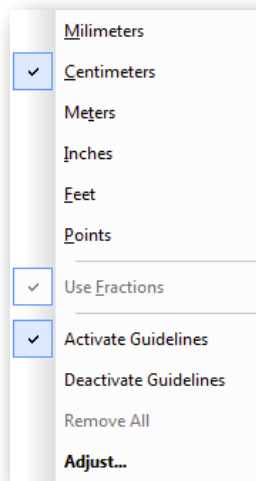 Milimeters
Centimeters
Meters
Inches
Feet
Points
Use Fractions
Activate Guidelines
Deactivate Guidelines
Remove All
Adjust...